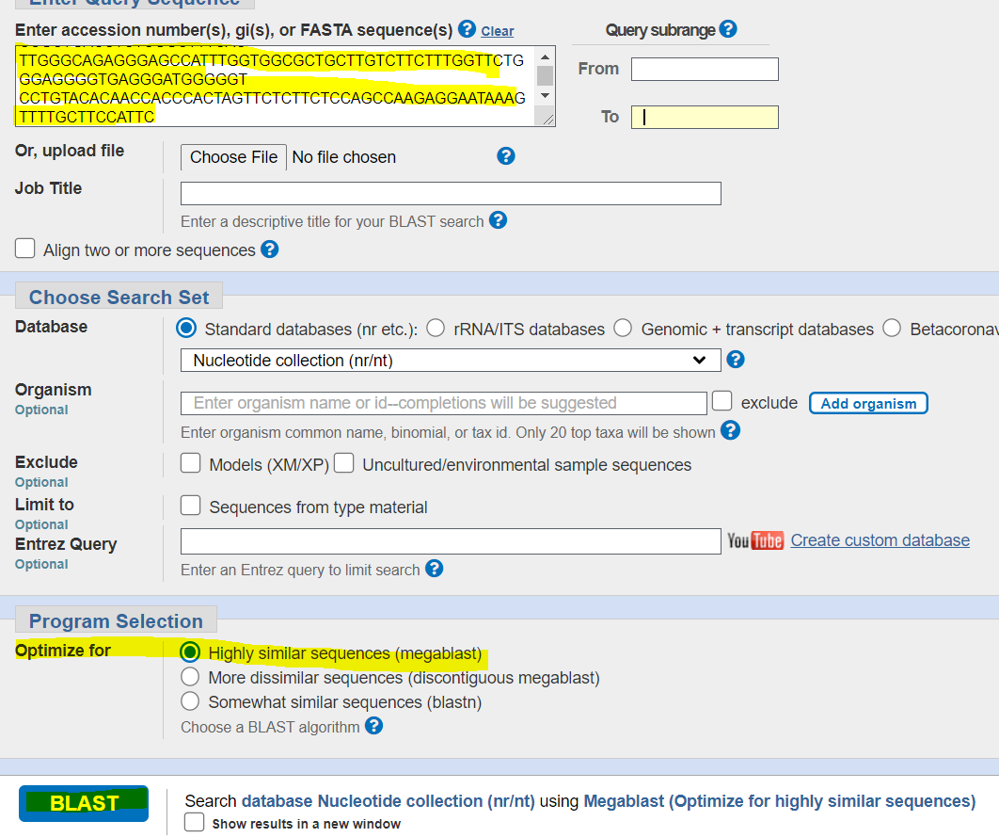 Enter Query Sequence
Enter accession number(s), gi(s), or FASTA sequence(s) ? Clear
Query subrange ?
TTGGGCAGAGGGAGCCATTTGGTGGCGCTGCTTGTCTTCTTTGGTTCTG
GGAGGGGTGAGGGATGGGGGT
CCTGTACACAACCACCCACTAGTTCTCTTCTCCAGCCAAGAGGAATAAAG
TTTTGCTTCCATTC
From
To
Or, upload file
Choose File No file chosen ?
Job Title
Enter a descriptive title for your BLAST search ?
Align two or more sequences ?
Choose Search Set
Database
Standard databases (nr etc.): rRNA/ITS databases Genomic + transcript databases Betacoronav
Nucleotide collection (nr/nt) ?
Organism
Optional
Enter organism name or id--completions will be suggested exclude Add organism
Enter organism common name, binomial, or tax id. Only 20 top taxa will be shown ?
Exclude
Optional
Models (XM/XP) Uncultured/environmental sample sequences
Limit to
Optional
Sequences from type material
Entrez Query
Optional
YouTube Create custom database
Enter an Entrez query to limit search ?
Program Selection
Optimize for
Highly similar sequences (megablast)
More dissimilar sequences (discontiguous megablast)
Somewhat similar sequences (blastn)
Choose a BLAST algorithm ?
BLAST
Search database Nucleotide collection (nr/nt) using Megablast (Optimize for highly similar sequences)
Show results in a new window